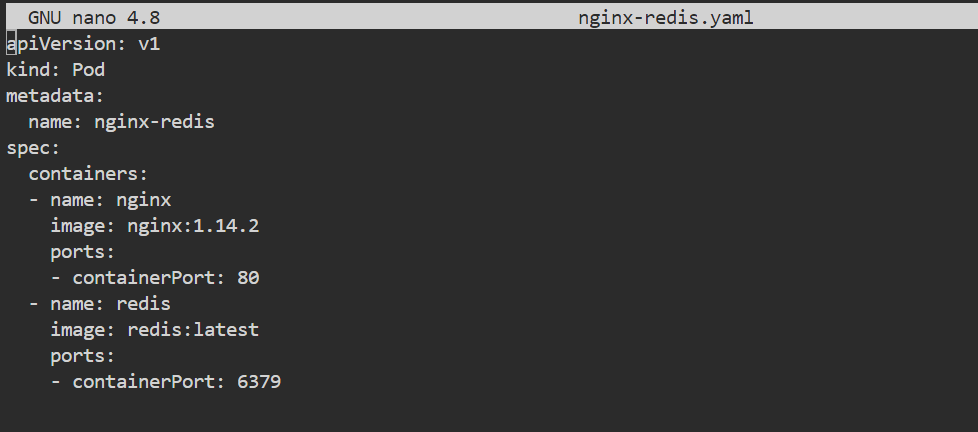 GNU nano 4.8 nginx-redis.yaml
apiVersion: v1
kind: Pod
metadata:
  name: nginx-redis
spec:
  containers:
  - name: nginx
    image: nginx:1.14.2
    ports:
    - containerPort: 80
  - name: redis
    image: redis:latest
    ports:
    - containerPort: 6379